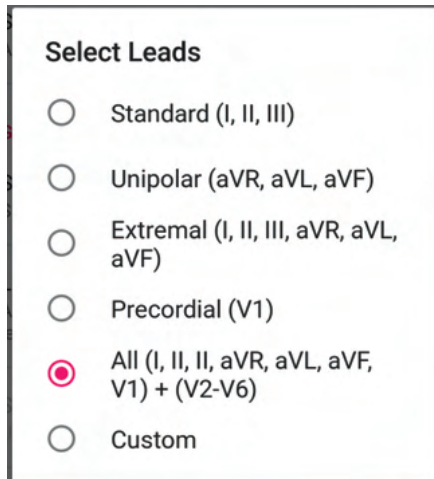 Select Leads
Standard (I, II, III)
Unipolar (aVR, aVL, aVF)
Extremal (I, II, III, aVR, aVL,
aVF)
Precordial (V1)
All (I, II, II, aVR, aVL, aVF,
V1) + (V2-V6)
Custom